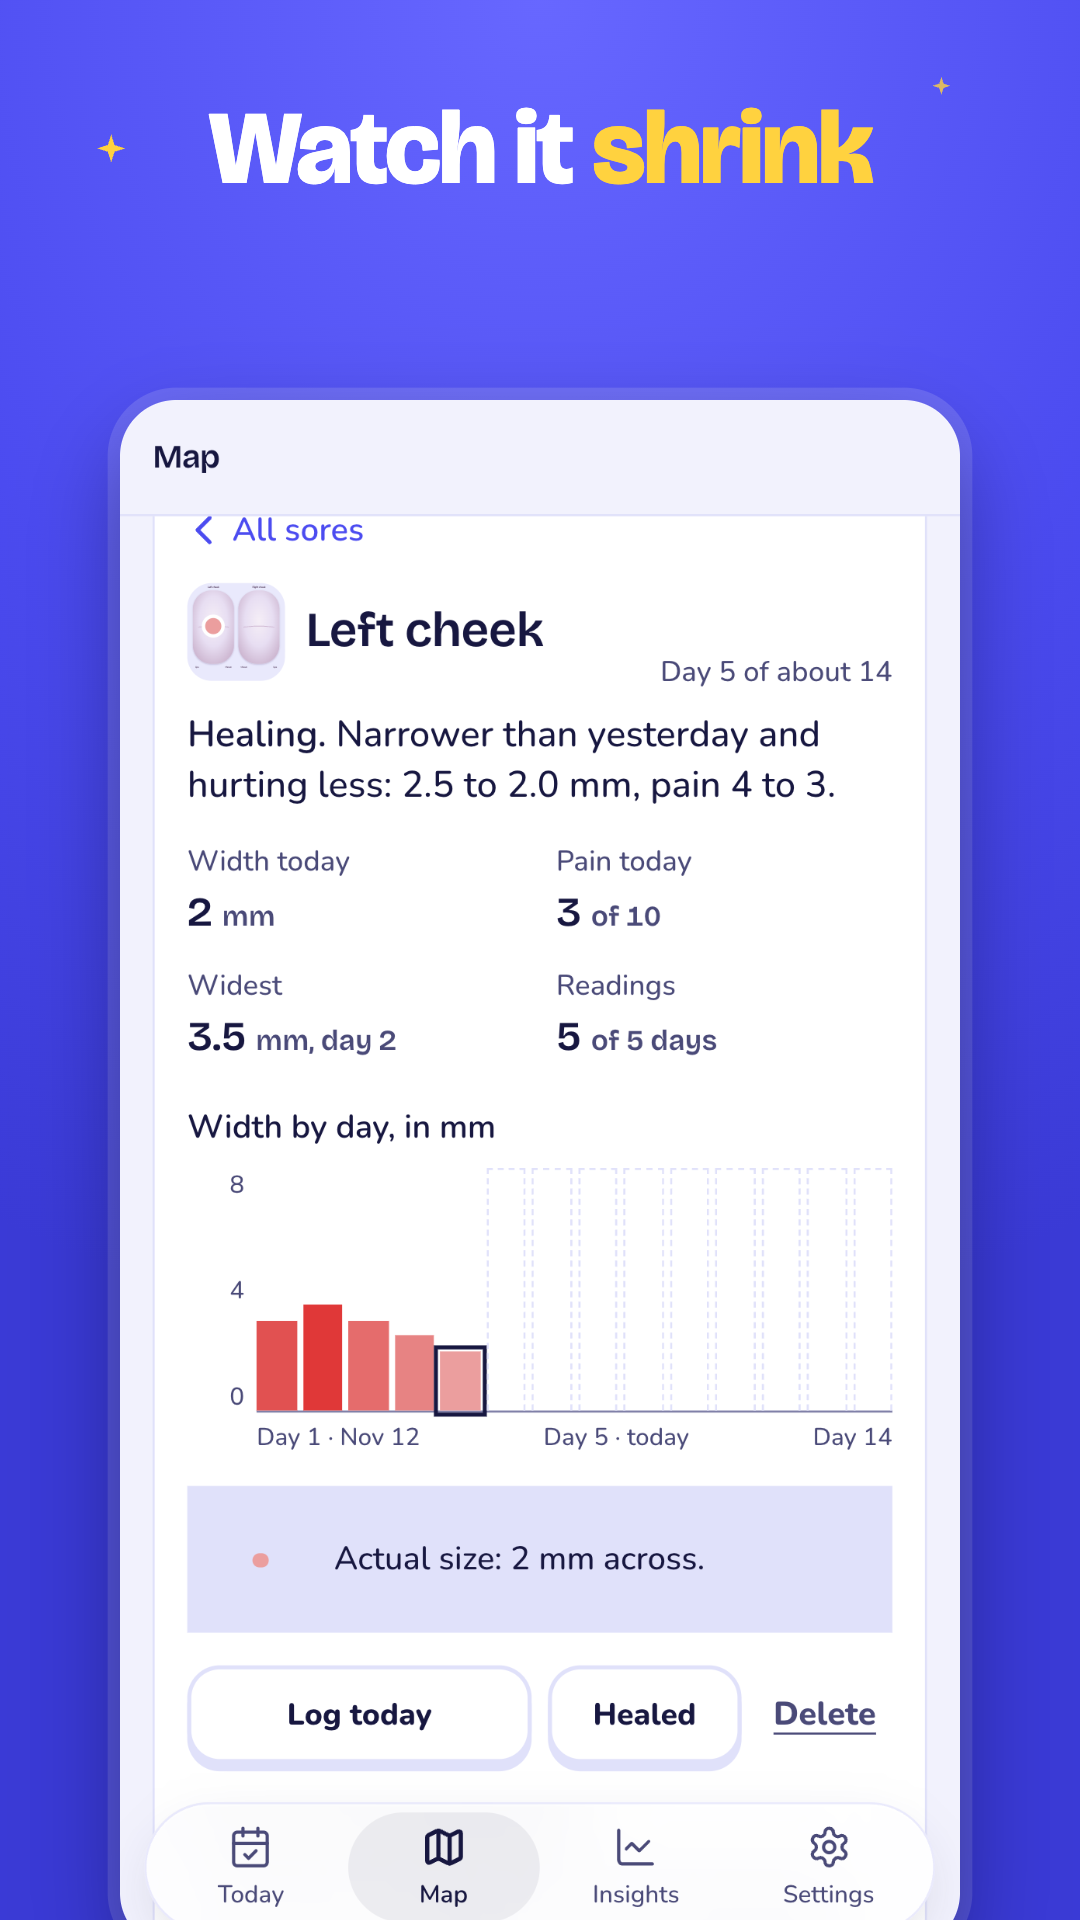 Watch it shrink
Map
All sores
Left cheek
Day 5 of about 14
Healing. Narrower than yesterday and
hurting less: 2.5 to 2.0 mm, pain 4 to 3.
Width today
Pain today
2 mm
3 of 10
Widest
Readings
3.5 mm, day 2
5 of 5 days
Width by day, in mm
8
4
0
Day 1 · Nov 12
Day 5 · today
Day 14
Actual size: 2 mm across.
Log today
Healed
Delete
Today
Map
Insights
Settings